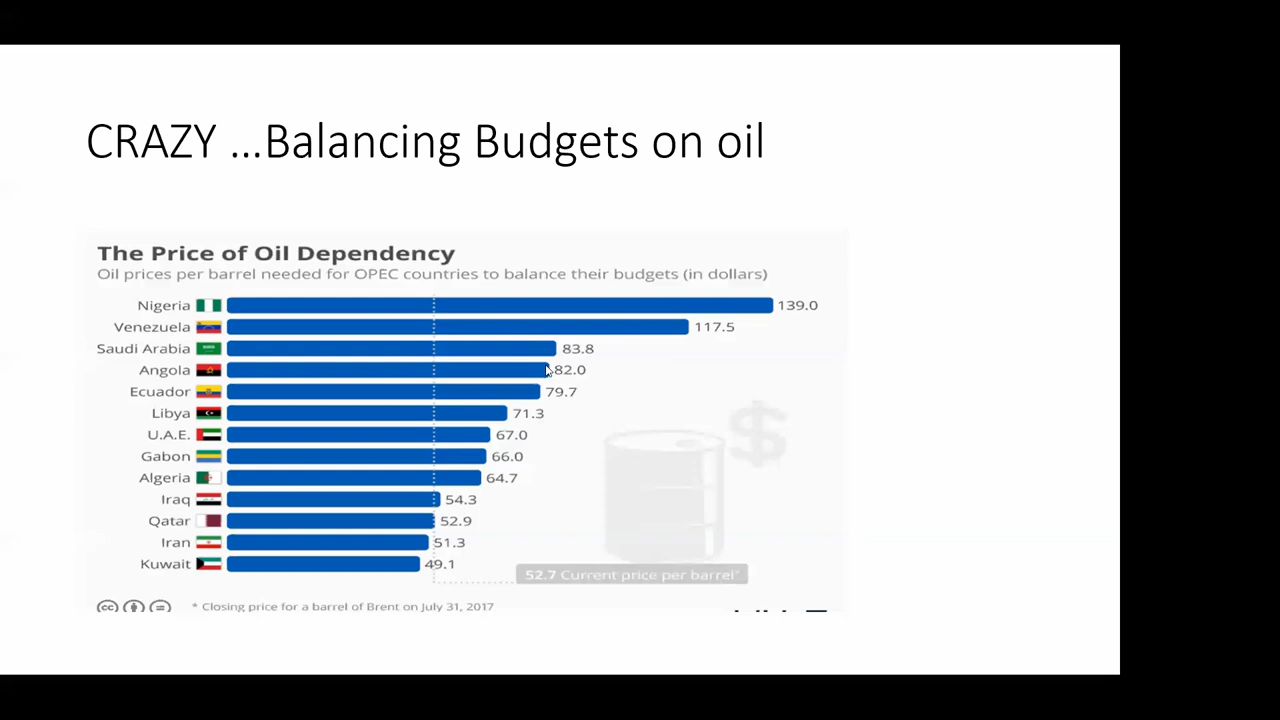 CRAZY ...Balancing Budgets on oil
The Price of Oil Dependency
Oil prices per barrel needed for OPEC countries to balance their budgets (in dollars)
Nigeria 139.0
Venezuela 117.5
Saudi Arabia 83.8
Angola 82.0
Ecuador 79.7
Libya 71.3
U.A.E. 67.0
Gabon 66.0
Algeria 64.7
Iraq 54.3
Qatar 52.9
Iran 51.3
Kuwait 49.1
$
52.7 Current price per barrel*
* Closing price for a barrel of Brent on July 31, 2017